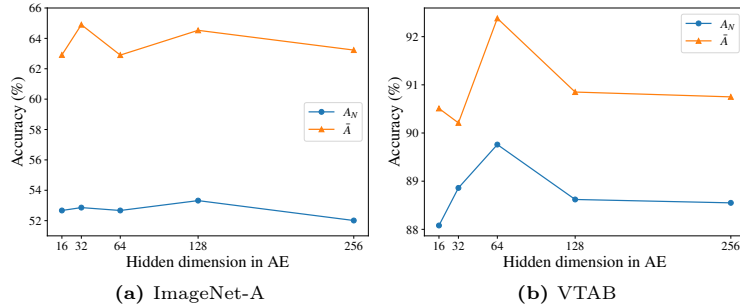 66
64
62
60
58
56
54
52
Accuracy (%)
A_N
Ā
16 32 64 128 256
Hidden dimension in AE
(a) ImageNet-A
92
91
90
89
88
Accuracy (%)
A_N
Ā
16 32 64 128 256
Hidden dimension in AE
(b) VTAB